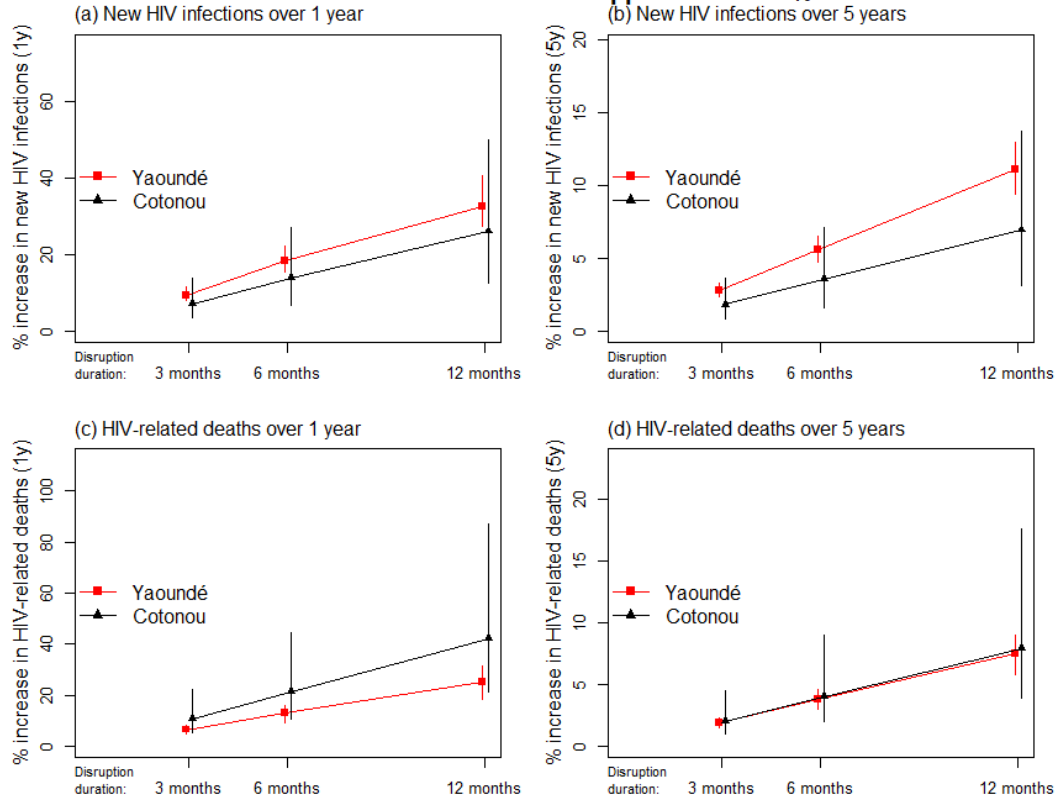 (a) New HIV infections over 1 year
% increase in new HIV infections (1y)
0
20
40
60
Yaoundé
Cotonou
Disruption
duration:
3 months
6 months
12 months
(b) New HIV infections over 5 years
% increase in new HIV infections (5y)
0
5
10
15
20
Yaoundé
Cotonou
Disruption
duration:
3 months
6 months
12 months
(c) HIV-related deaths over 1 year
% increase in HIV-related deaths (1y)
0
20
40
60
80
100
Yaoundé
Cotonou
Disruption
duration:
3 months
6 months
12 months
(d) HIV-related deaths over 5 years
% increase in HIV-related deaths (5y)
0
5
10
15
20
Yaoundé
Cotonou
Disruption
duration:
3 months
6 months
12 months